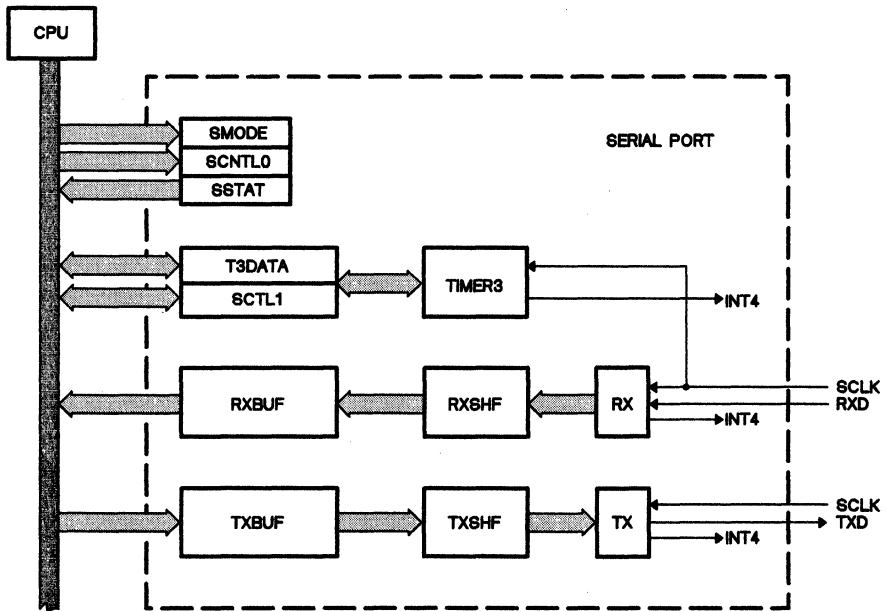 CPU
SERIAL PORT
SMODE
SCNTL0
SSTAT
T3DATA
SCTL1
TIMER3
INT4
RXBUF
RXSHF
RX
SCLK
RXD
INT4
TXBUF
TXSHF
TX
SCLK
TXD
INT4